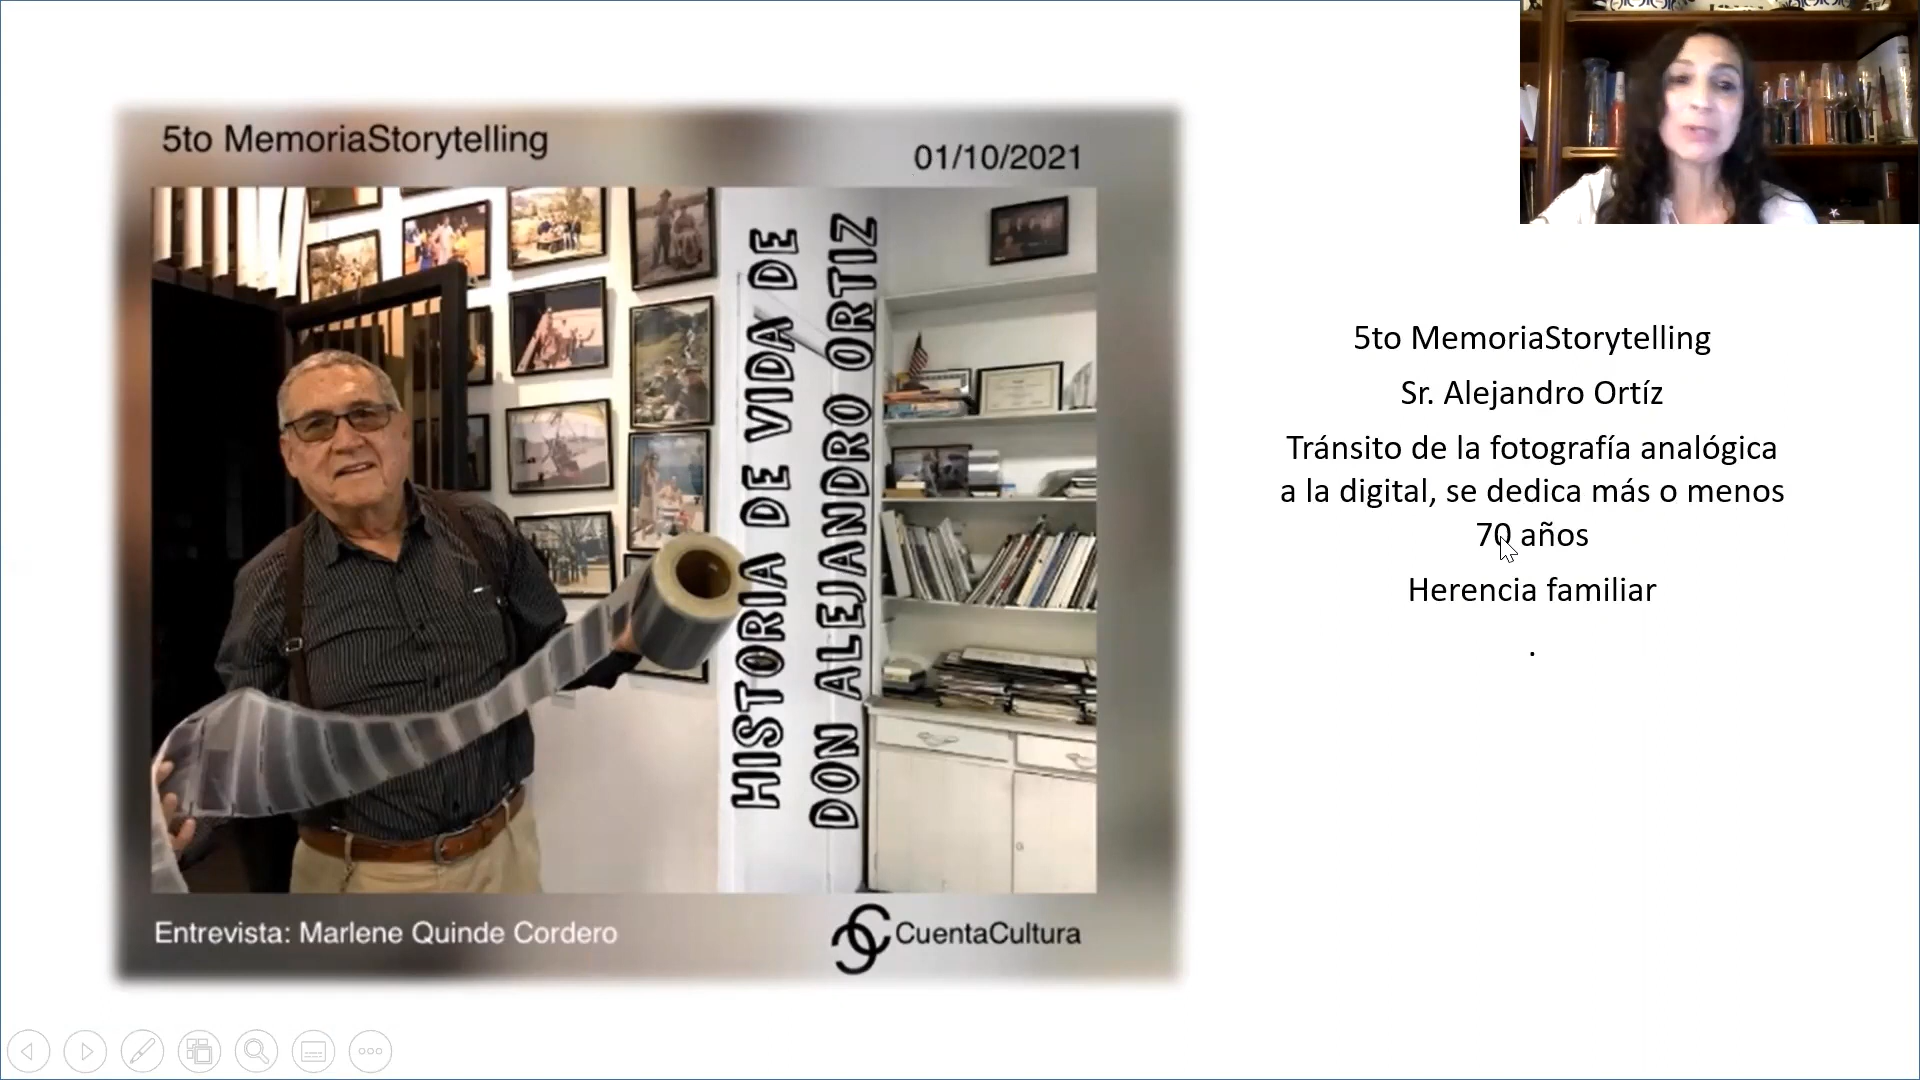 5to MemoriaStorytelling
01/10/2021
HISTORIA DE VIDA DE
DON ALEJANDRO ORTIZ
Entrevista: Marlene Quinde Cordero
CuentaCultura
5to MemoriaStorytelling
Sr. Alejandro Ortíz
Tránsito de la fotografía analógica
a la digital, se dedica más o menos
70 años
Herencia familiar
.